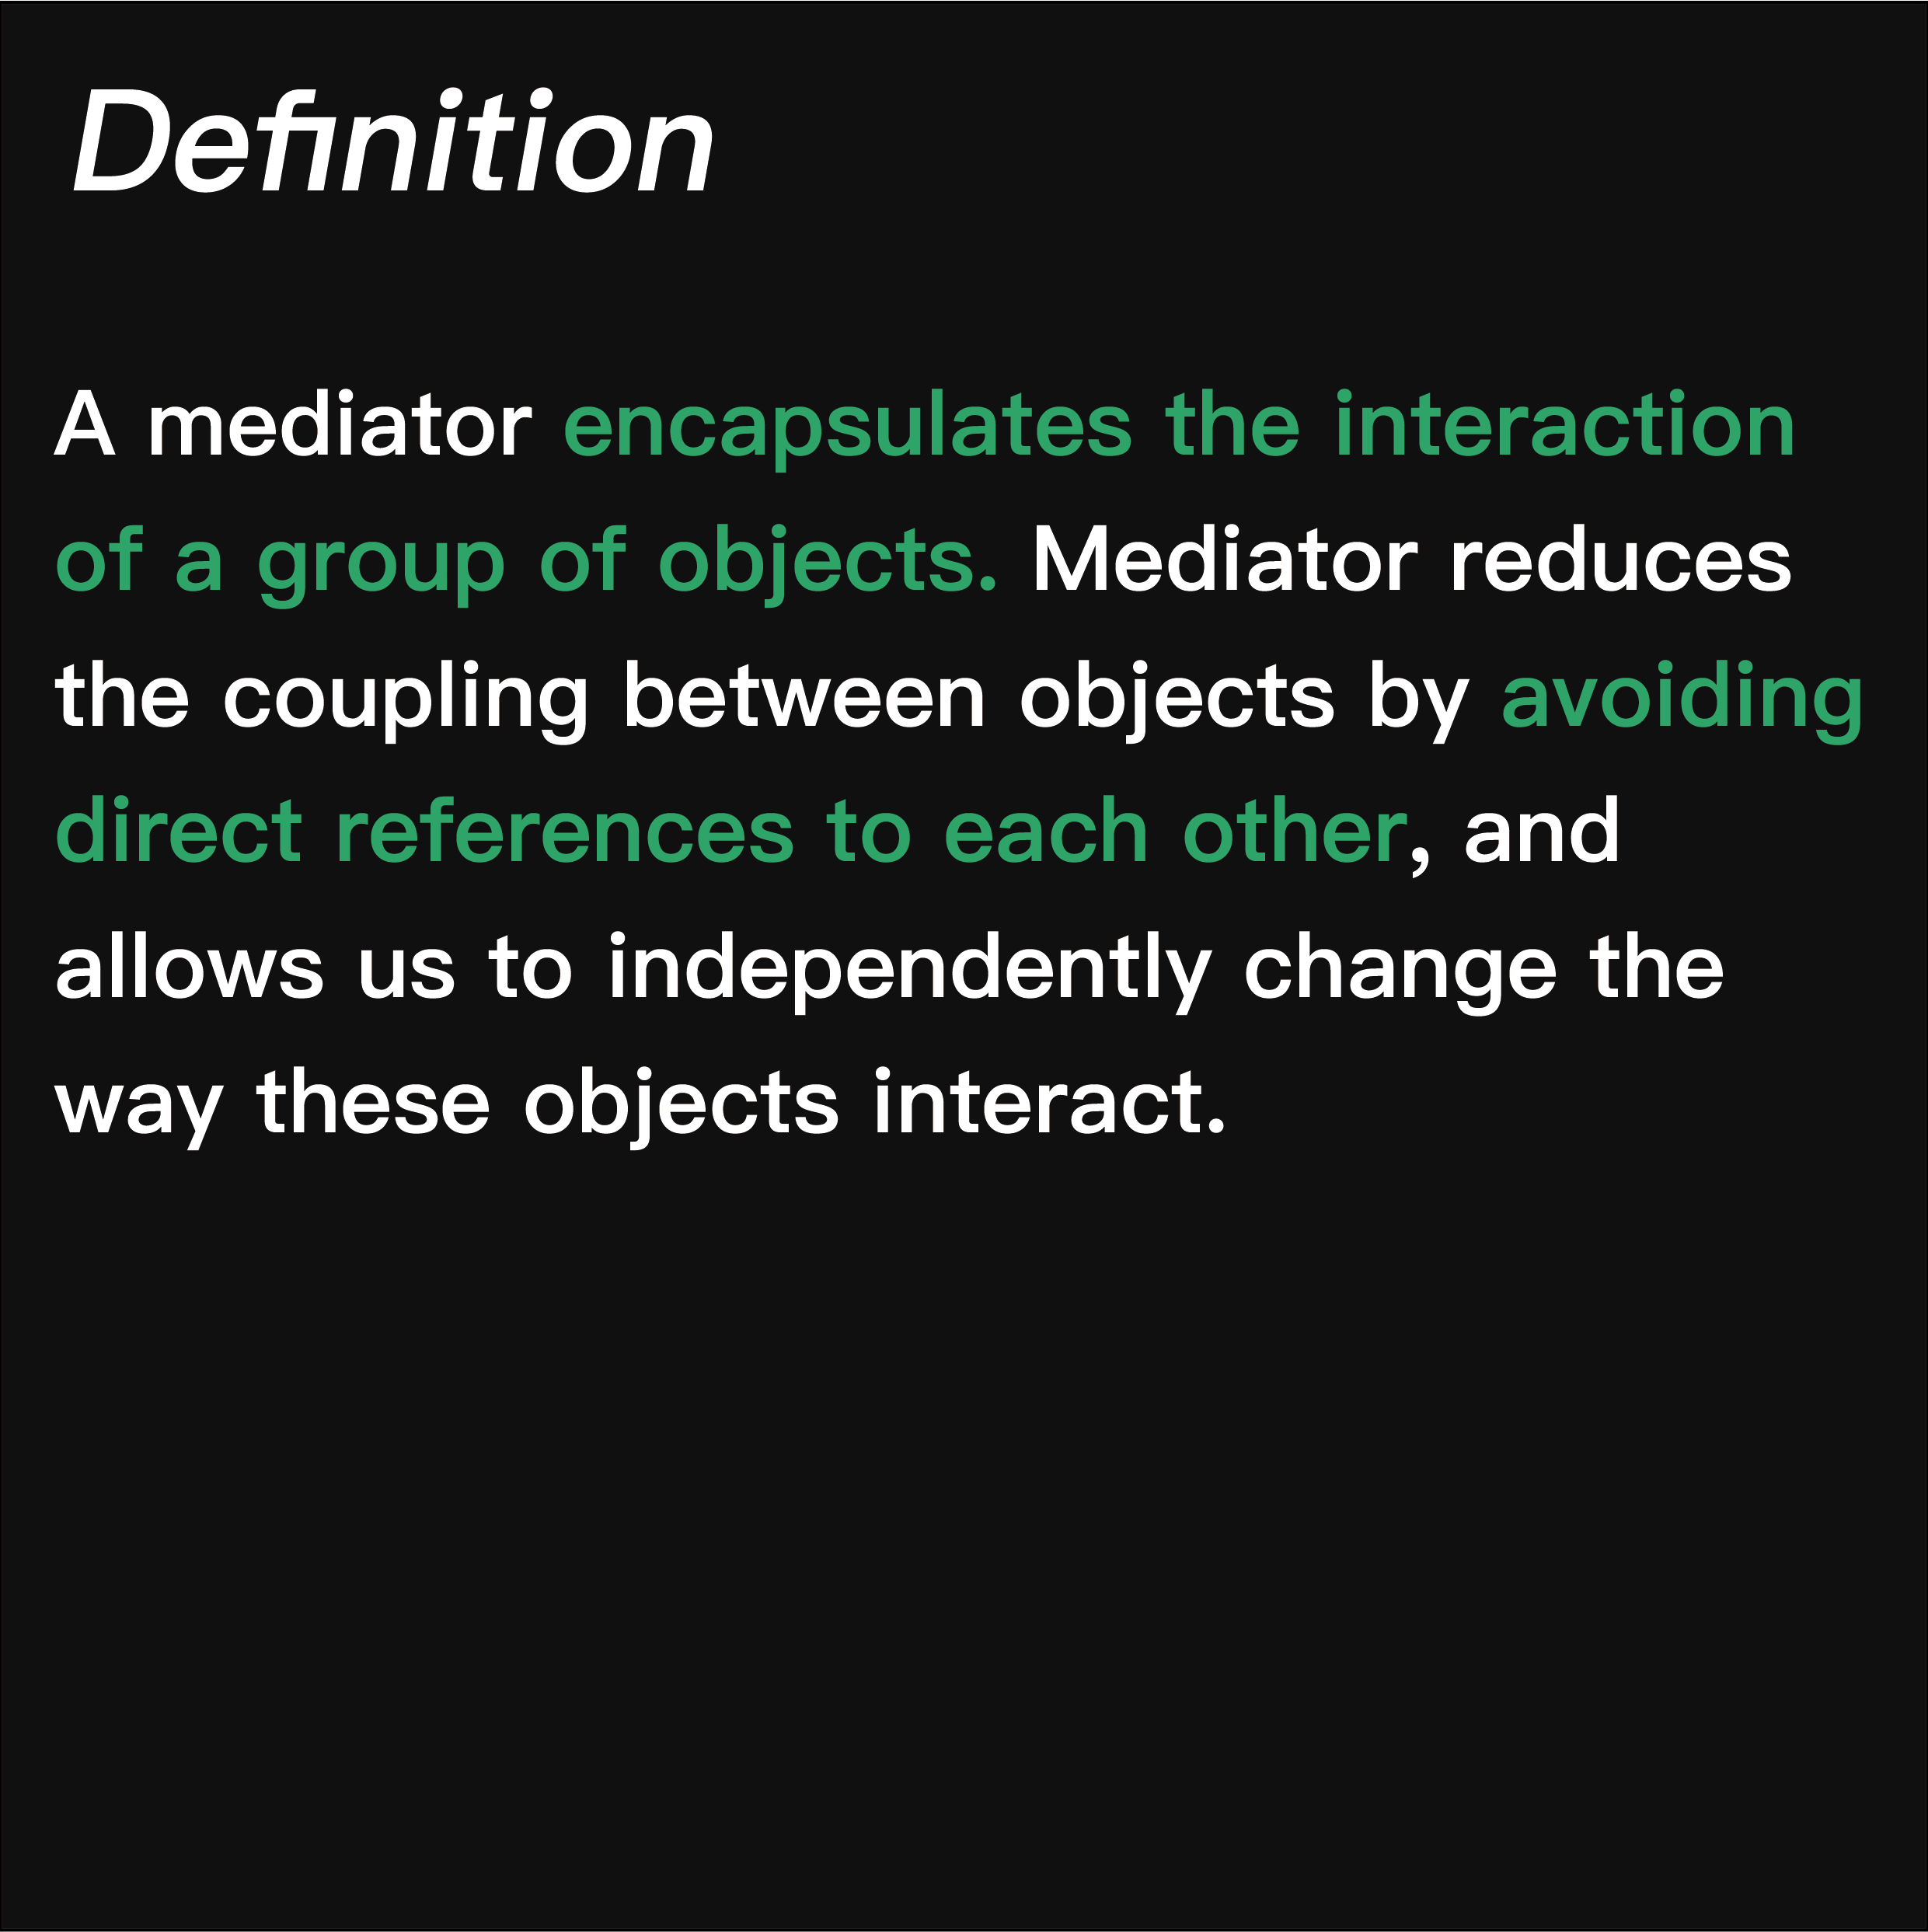 Definition
A mediator encapsulates the interaction
of a group of objects. Mediator reduces
the coupling between objects by avoiding
direct references to each other, and
allows us to independently change the
way these objects interact.